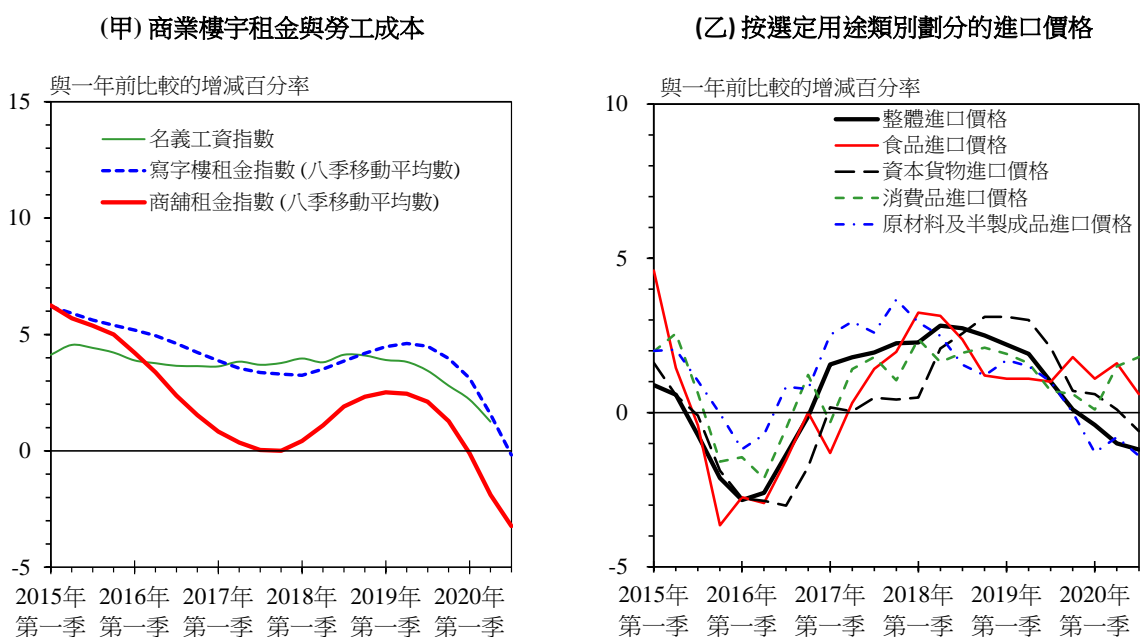 (甲) 商業樓宇租金與勞工成本
與一年前比較的增減百分率
15
10
5
0
-5
名義工資指數
寫字樓租金指數 (八季移動平均數)
商舖租金指數 (八季移動平均數)
2015年 2016年 2017年 2018年 2019年 2020年
第一季 第一季 第一季 第一季 第一季 第一季
(乙) 按選定用途類別劃分的進口價格
與一年前比較的增減百分率
10
5
0
-5
整體進口價格
食品進口價格
資本貨物進口價格
消費品進口價格
原材料及半製成品進口價格
2015年 2016年 2017年 2018年 2019年 2020年
第一季 第一季 第一季 第一季 第一季 第一季